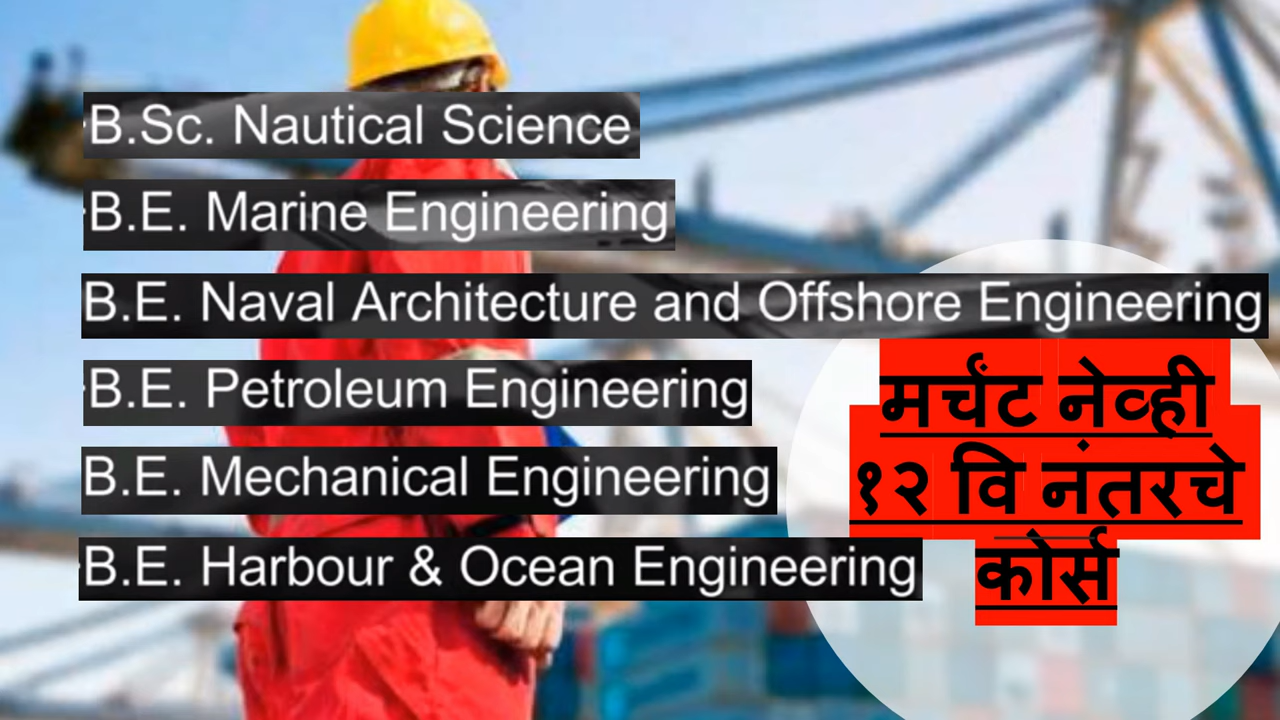 B.Sc. Nautical Science
B.E. Marine Engineering
B.E. Naval Architecture and Offshore Engineering
B.E. Petroleum Engineering
B.E. Mechanical Engineering
B.E. Harbour & Ocean Engineering
मर्चंट नेव्ही
१२ वि नंतरचे
कोर्स